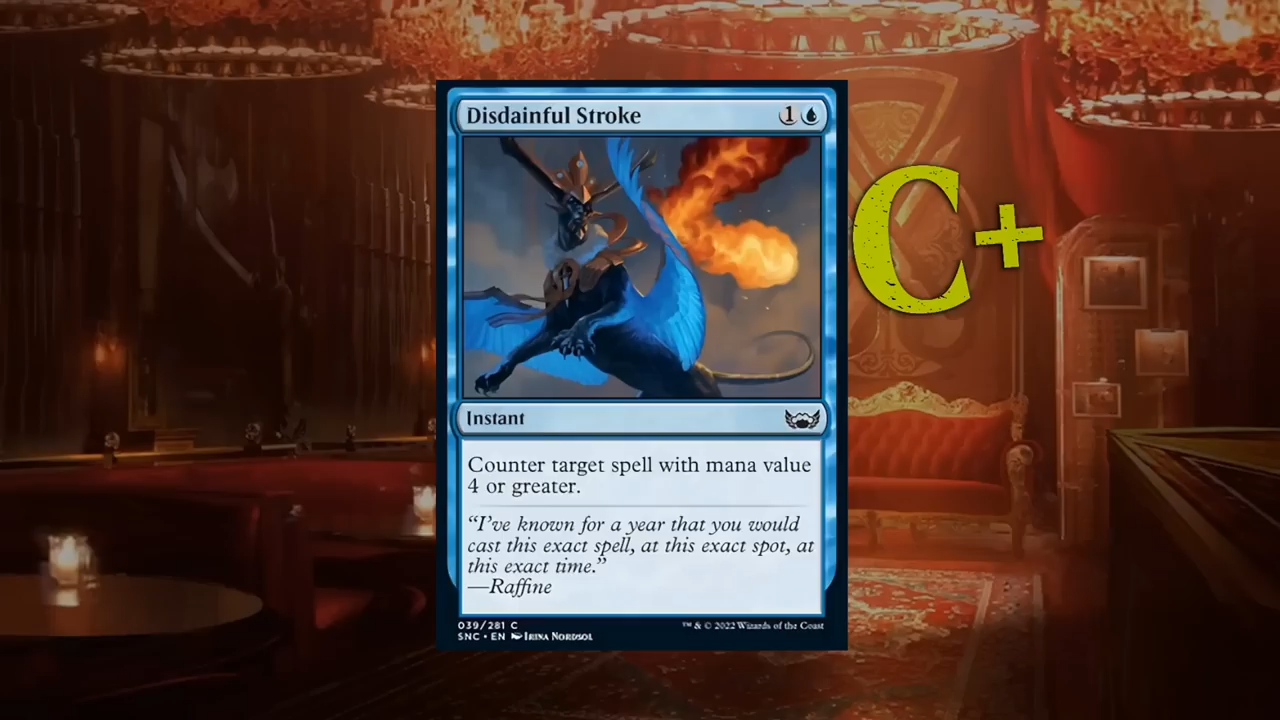 Disdainful Stroke 1
C+
Instant
Counter target spell with mana value
4 or greater.
“I've known for a year that you would
cast this exact spell, at this exact spot, at
this exact time.”
—Raffine
039/281 C
SNC • EN Irina Nordsol
™ & © 2022 Wizards of the Coast